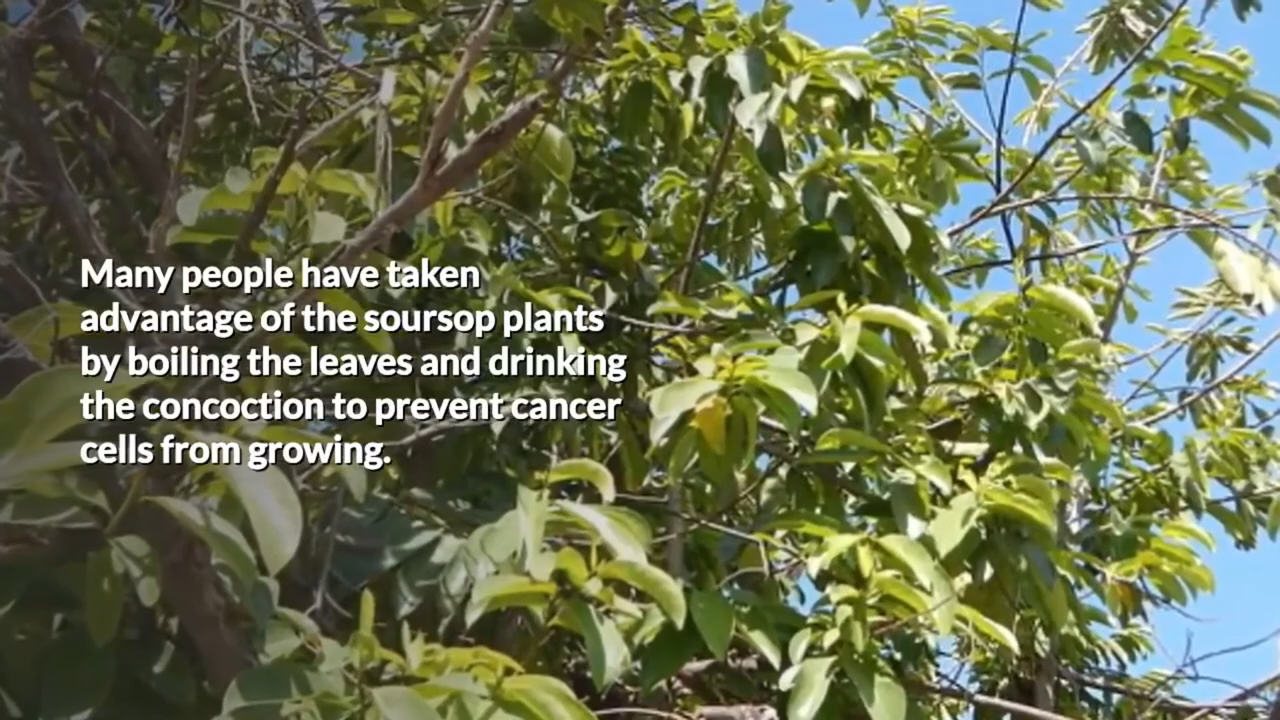 Many people have taken
advantage of the soursop plants
by boiling the leaves and drinking
the concoction to prevent cancer
cells from growing.